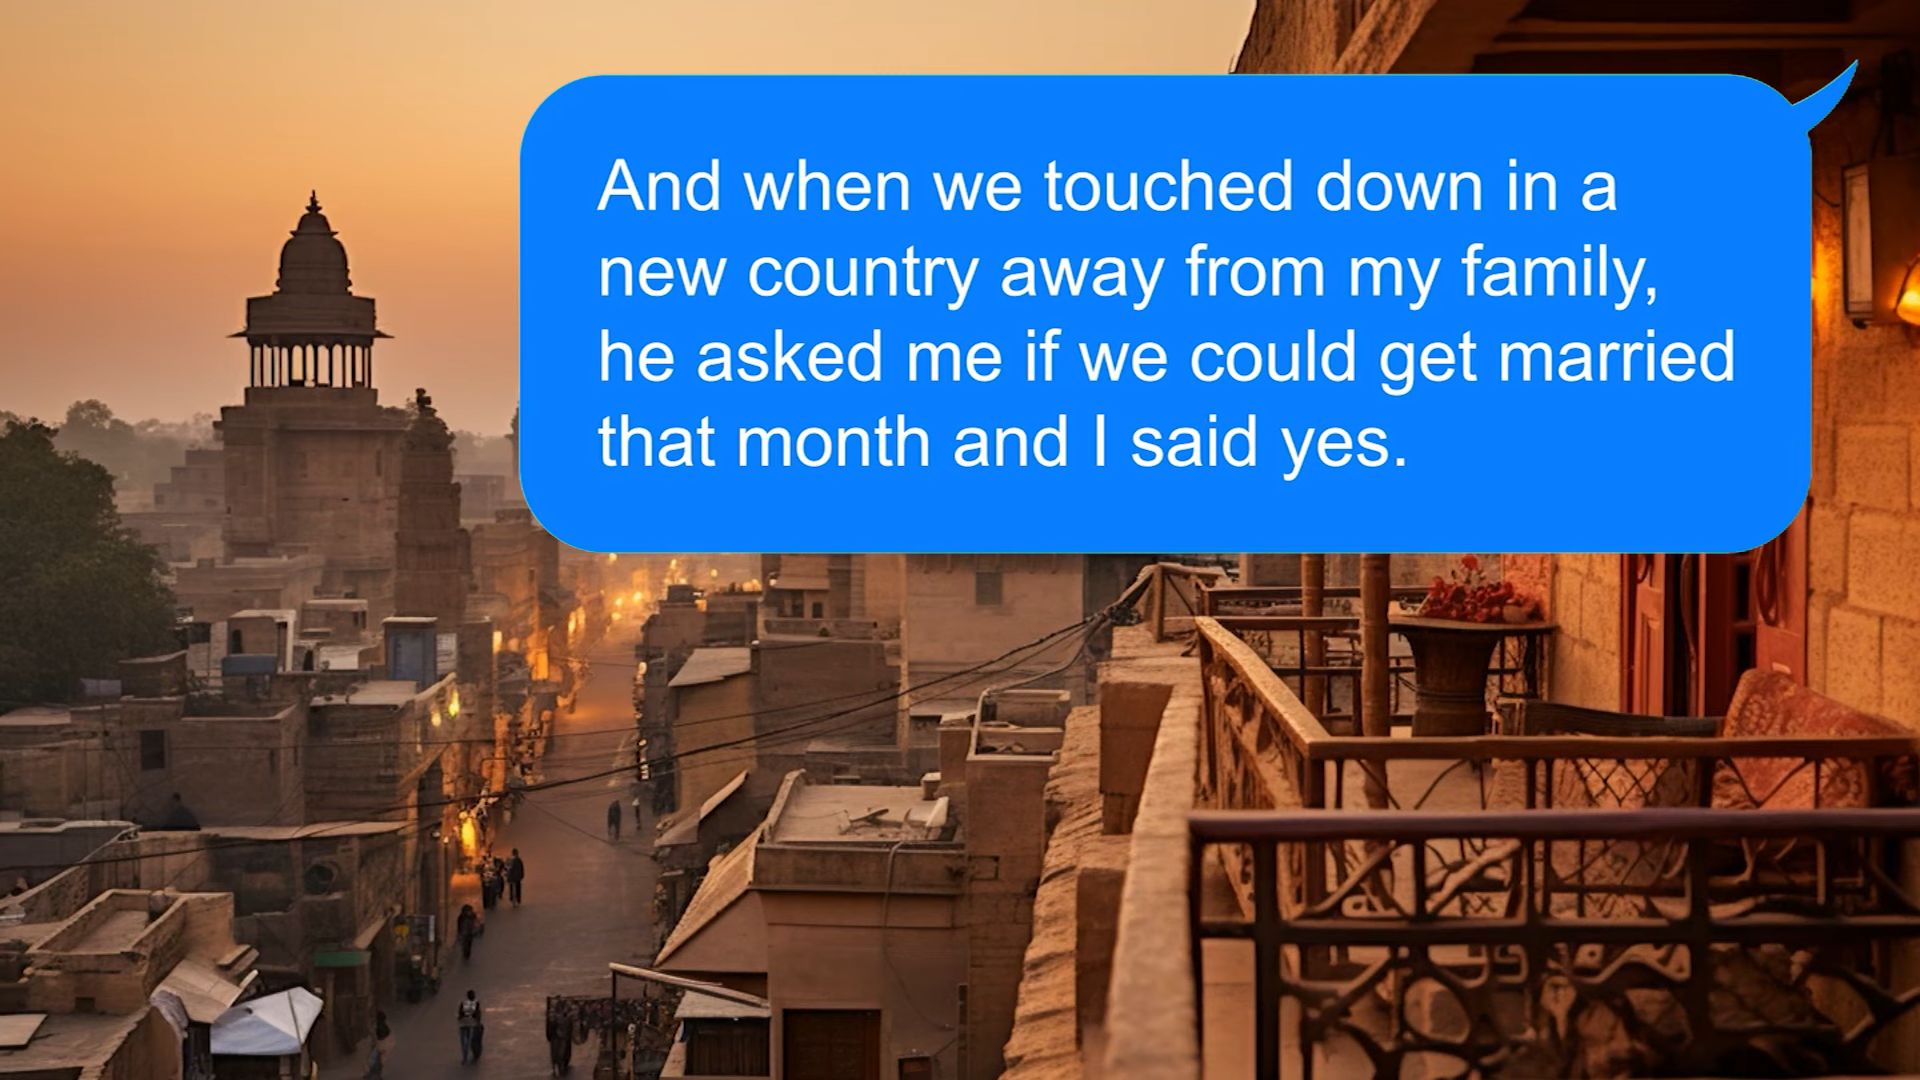 And when we touched down in a
new country away from my family,
he asked me if we could get married
that month and I said yes.